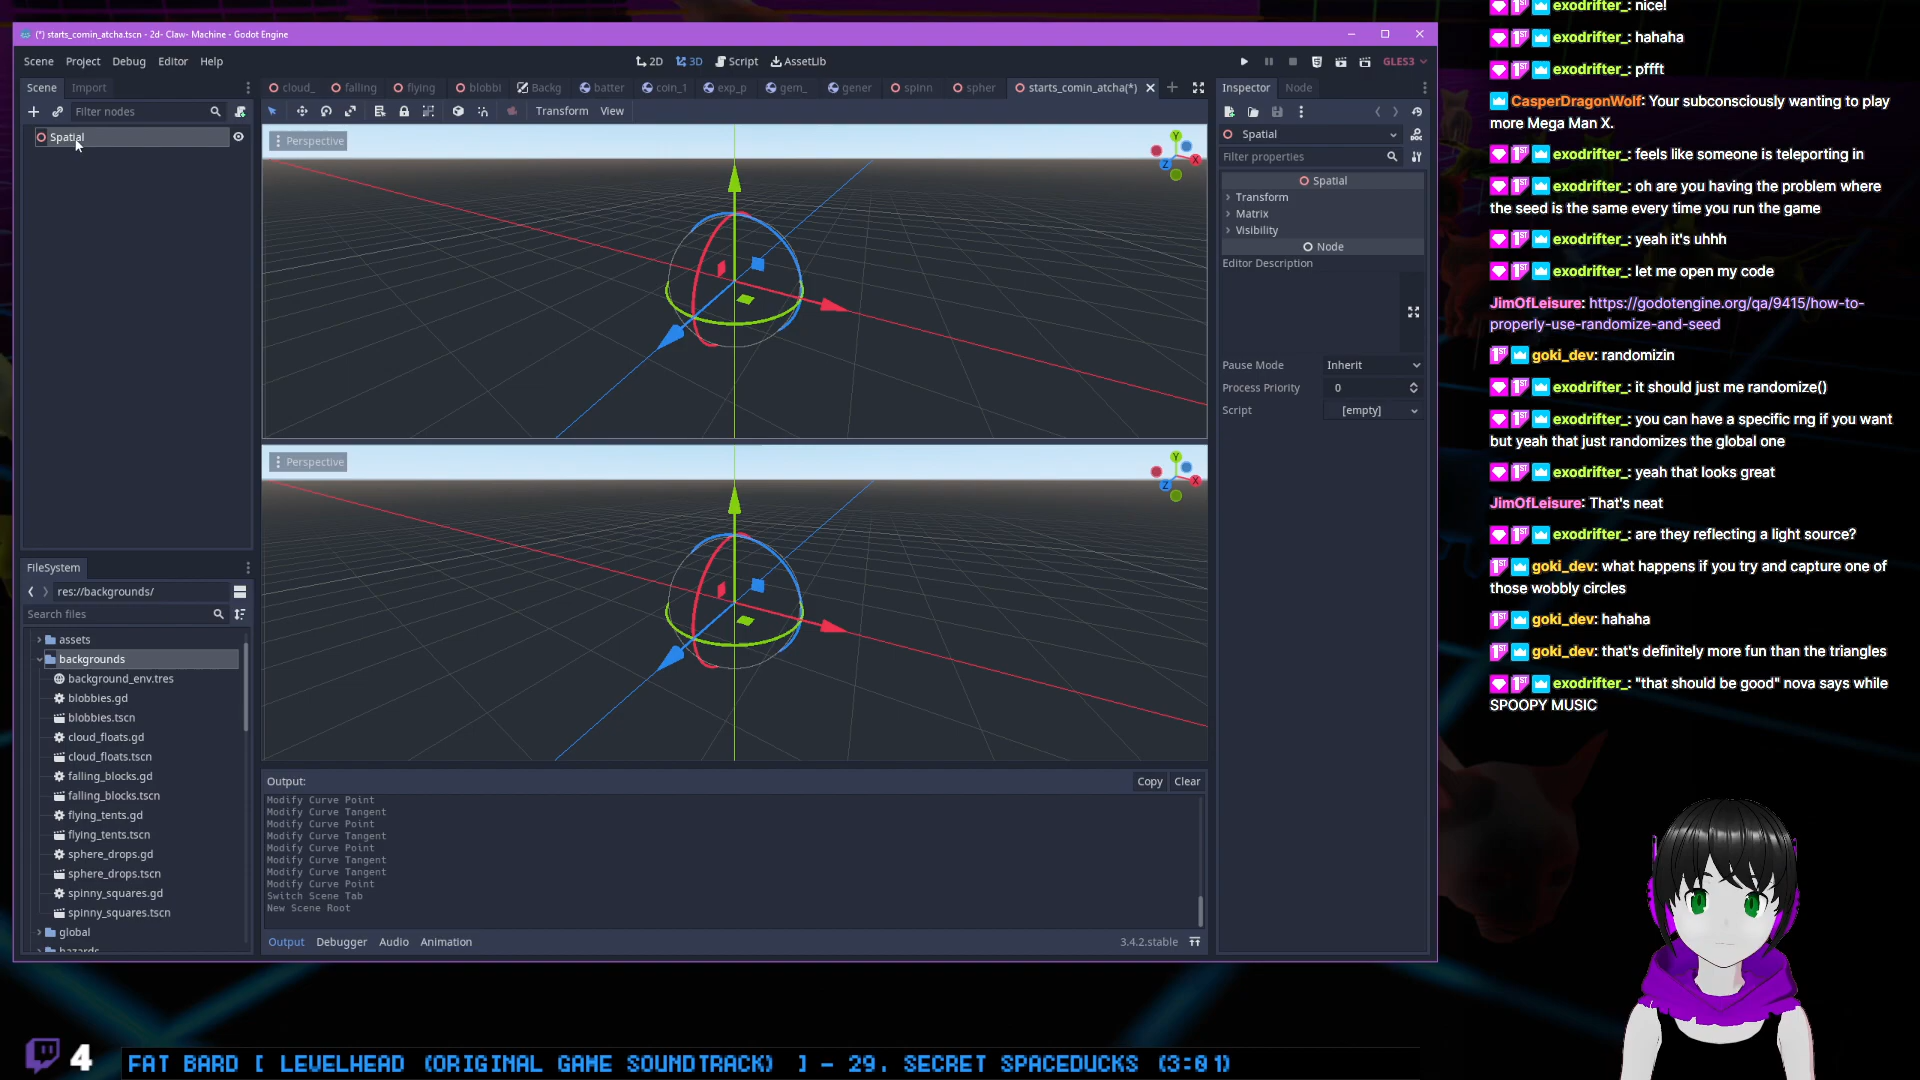 (*) starts_comin_atcha.tscn - 2d- Claw- Machine - Godot Engine
Scene Project Debug Editor Help
2D 3D Script AssetLib
GLES3
Scene Import
cloud_ falling flying blobbi Backg batter coin_1 exp_p gem_ gener spinn spher starts_comin_atcha(*)
Inspector Node
Filter nodes
Transform View
Spatial
Perspective
Y
X
Z
Spatial
Filter properties
Spatial
Transform
Matrix
Visibility
Node
Editor Description
Pause Mode Inherit
Process Priority 0
Script [empty]
Perspective
Y
X
Z
FileSystem
res://backgrounds/
Search files
assets
backgrounds
background_env.tres
blobbies.gd
blobbies.tscn
cloud_floats.gd
cloud_floats.tscn
falling_blocks.gd
falling_blocks.tscn
flying_tents.gd
flying_tents.tscn
sphere_drops.gd
sphere_drops.tscn
spinny_squares.gd
spinny_squares.tscn
global
hazards
Output:
Copy Clear
Modify Curve Point
Modify Curve Tangent
Modify Curve Point
Modify Curve Tangent
Modify Curve Point
Modify Curve Tangent
Modify Curve Tangent
Modify Curve Point
Switch Scene Tab
New Scene Root
Output Debugger Audio Animation
3.4.2.stable
exodrifter_: nice!
exodrifter_: hahaha
exodrifter_: pffft
CasperDragonWolf: Your subconsciously wanting to play
more Mega Man X.
exodrifter_: feels like someone is teleporting in
exodrifter_: oh are you having the problem where
the seed is the same every time you run the game
exodrifter_: yeah it's uhhh
exodrifter_: let me open my code
JimOfLeisure: https://godotengine.org/qa/9415/how-to-
properly-use-randomize-and-seed
goki_dev: randomizin
exodrifter_: it should just me randomize()
exodrifter_: you can have a specific rng if you want
but yeah that just randomizes the global one
exodrifter_: yeah that looks great
JimOfLeisure: That's neat
exodrifter_: are they reflecting a light source?
goki_dev: what happens if you try and capture one of
those wobbly circles
goki_dev: hahaha
goki_dev: that's definitely more fun than the triangles
exodrifter_: "that should be good" nova says while
SPOOPY MUSIC
4
FAT BARD [ LEVELHEAD (ORIGINAL GAME SOUNDTRACK) ] - 29. SECRET SPACEDUCKS (3:01)